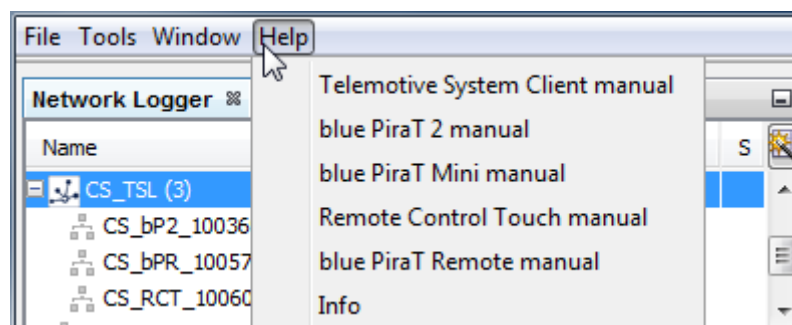 File Tools Window Help
Telemotive System Client manual
blue PiraT 2 manual
blue PiraT Mini manual
Remote Control Touch manual
blue PiraT Remote manual
Info
Network Logger
Name
S
CS_TSL (3)
CS_bP2_10036
CS_bPR_10057
CS_RCT_10060